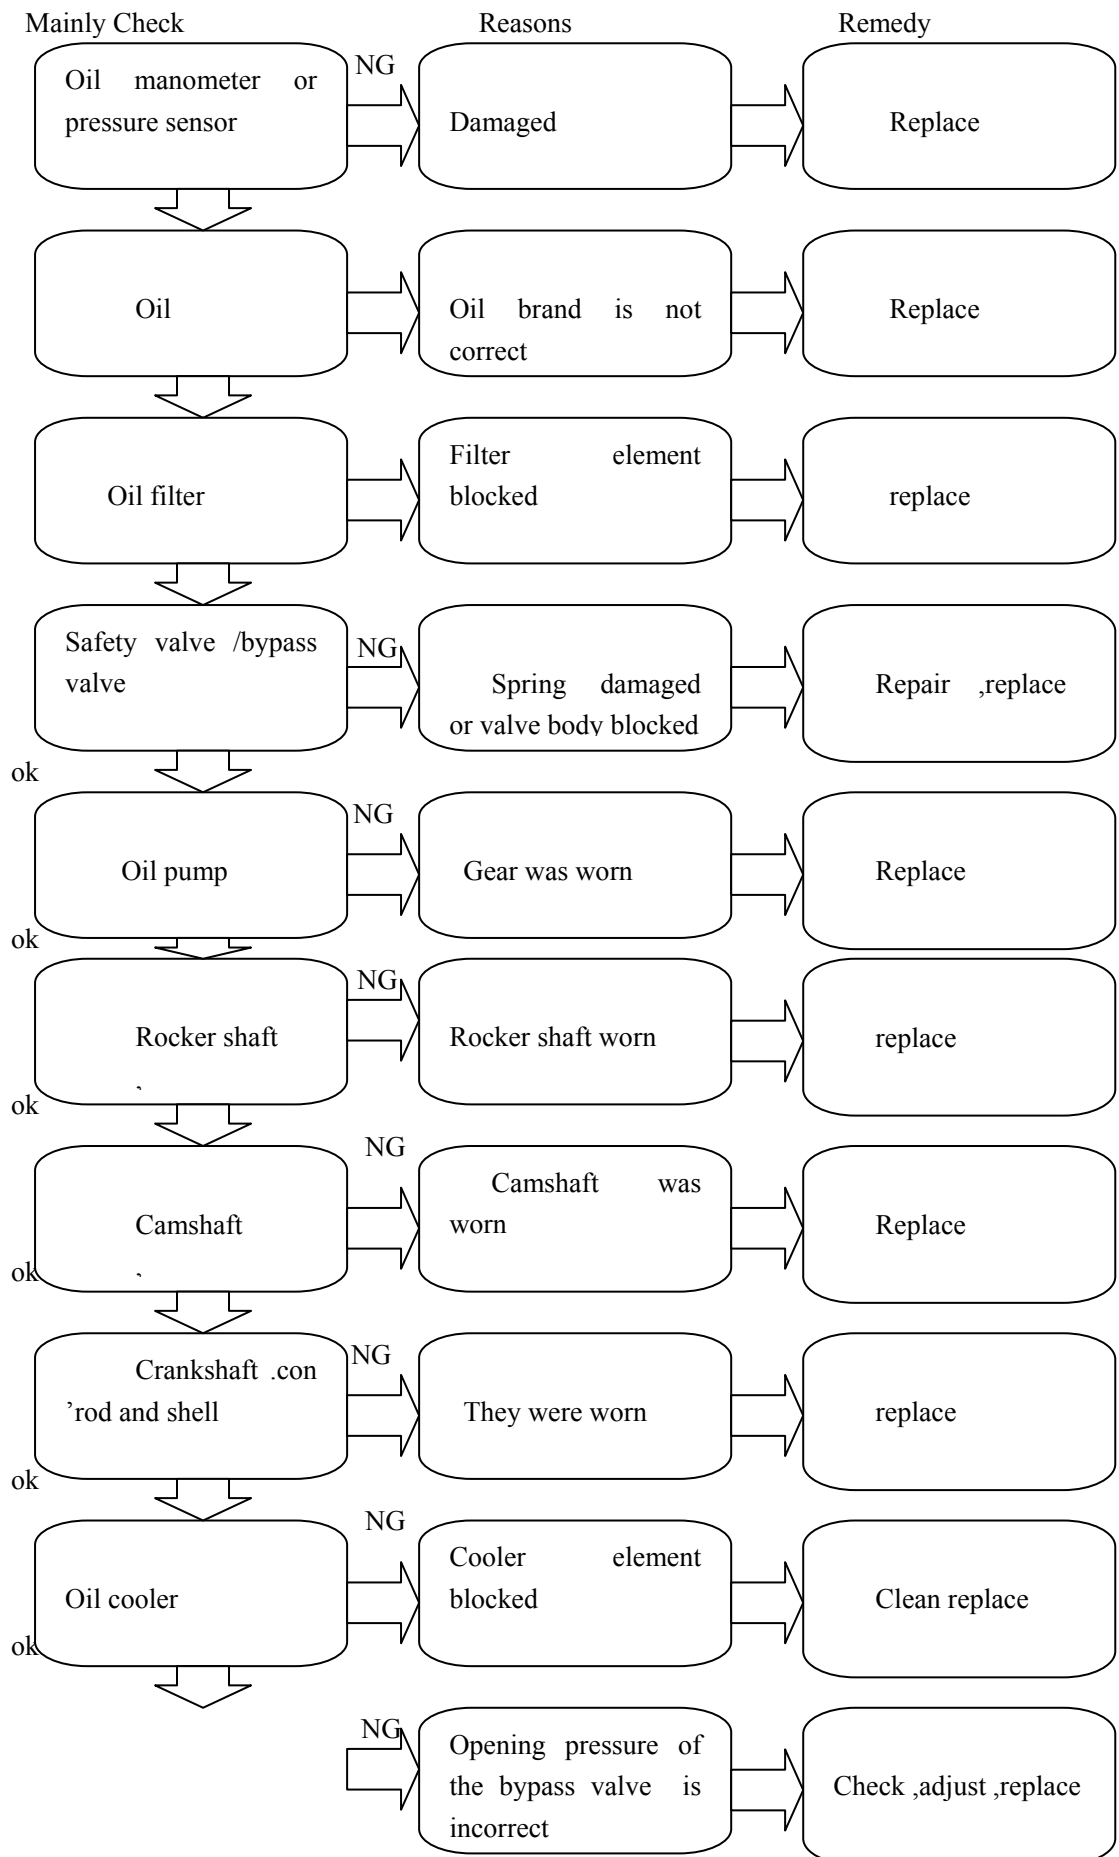 Mainly Check Reasons Remedy
Oil manometer or
pressure sensor
NG
Damaged
Replace
Oil
Oil brand is not
correct
Replace
Oil filter
Filter element
blocked
replace
Safety valve /bypass
valve
NG
Spring damaged
or valve body blocked
Repair ,replace
ok
Oil pump
NG
Gear was worn
Replace
ok
Rocker shaft
,
NG
Rocker shaft worn
replace
ok
Camshaft
,
NG
Camshaft was
worn
Replace
ok
Crankshaft .con
’rod and shell
NG
They were worn
replace
ok
Oil cooler
NG
Cooler element
blocked
Clean replace
ok
NG
Opening pressure of
the bypass valve is
incorrect
Check ,adjust ,replace